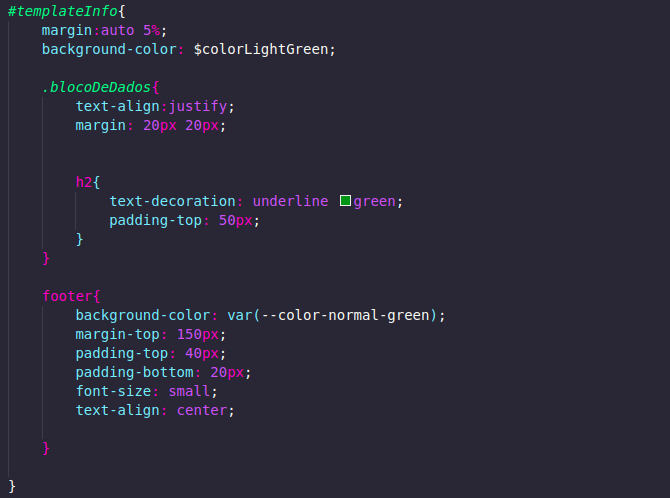 #templateInfo{
    margin:auto 5%;
    background-color: $colorLightGreen;

    .blocoDeDados{
        text-align:justify;
        margin: 20px 20px;


        h2{
            text-decoration: underline green;
            padding-top: 50px;
        }
    }

    footer{
        background-color: var(--color-normal-green);
        margin-top: 150px;
        padding-top: 40px;
        padding-bottom: 20px;
        font-size: small;
        text-align: center;

    }

}